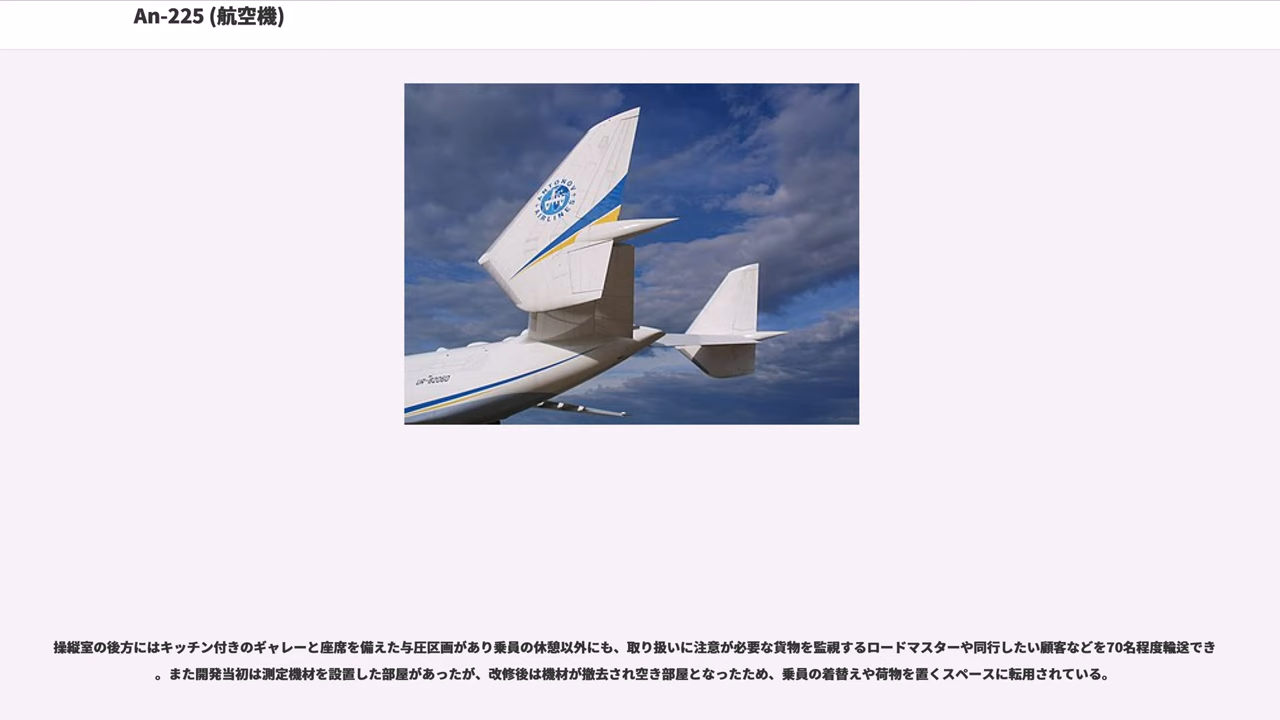 An-225 (航空機)
ANTONOV
AIRLINES
UR-82060
操縦室の後方にはキッチン付きのギャレーと座席を備えた与圧区画があり乗員の休憩以外にも、取り扱いに注意が必要な貨物を監視するロードマスターや同行したい顧客などを70名程度輸送でき
。また開発当初は測定機材を設置した部屋があったが、改修後は機材が撤去され空き部屋となったため、乗員の着替えや荷物を置くスペースに転用されている。